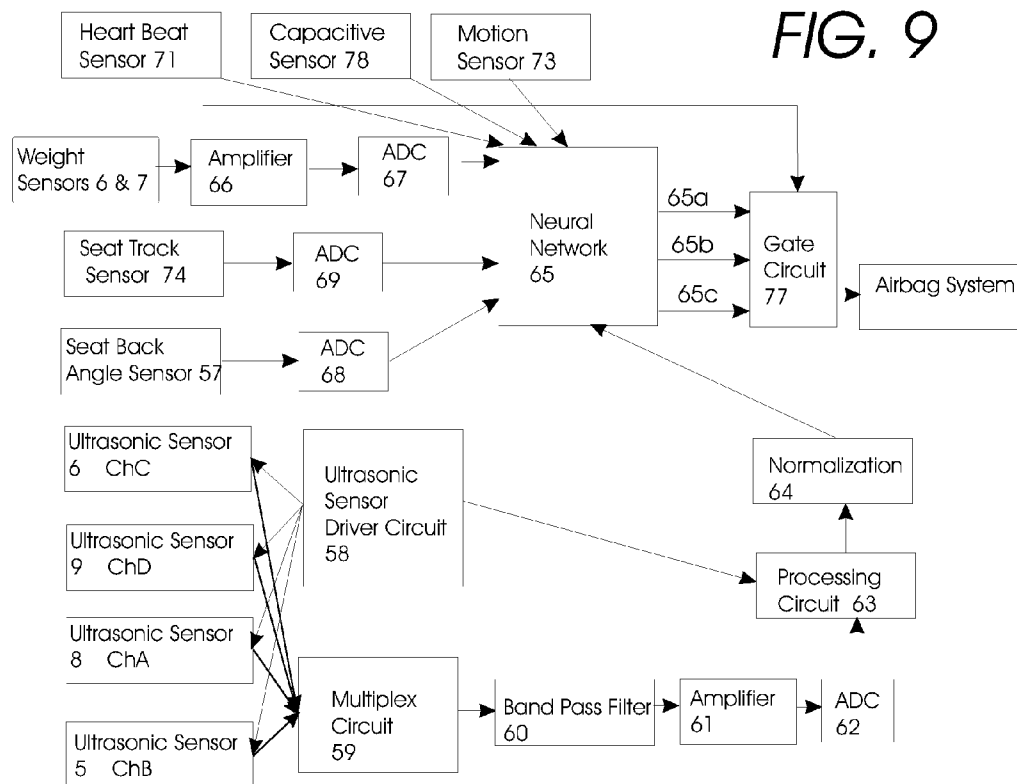 FIG. 9
Heart Beat
Sensor 71
Capacitive
Sensor 78
Motion
Sensor 73
Weight
Sensors 6 & 7
Amplifier
66
ADC
67
Seat Track
Sensor 74
ADC
69
Seat Back
Angle Sensor 57
ADC
68
Neural
Network
65
65a
65b
65c
Gate
Circuit
77
Airbag System
Ultrasonic Sensor
6 ChC
Ultrasonic Sensor
9 ChD
Ultrasonic Sensor
8 ChA
Ultrasonic Sensor
5 ChB
Ultrasonic
Sensor
Driver Circuit
58
Normalization
64
Processing
Circuit 63
Multiplex
Circuit
59
Band Pass Filter
60
Amplifier
61
ADC
62